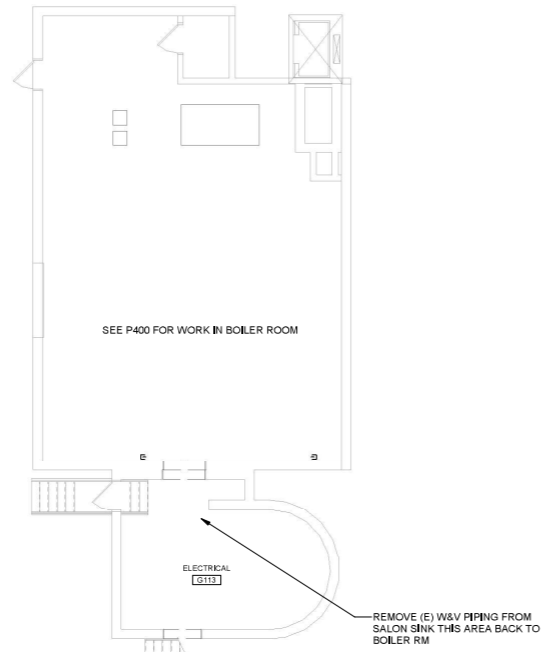 SEE P400 FOR WORK IN BOILER ROOM
ELECTRICAL
G113
REMOVE (E) W&V PIPING FROM
SALON SINK THIS AREA BACK TO
BOILER RM